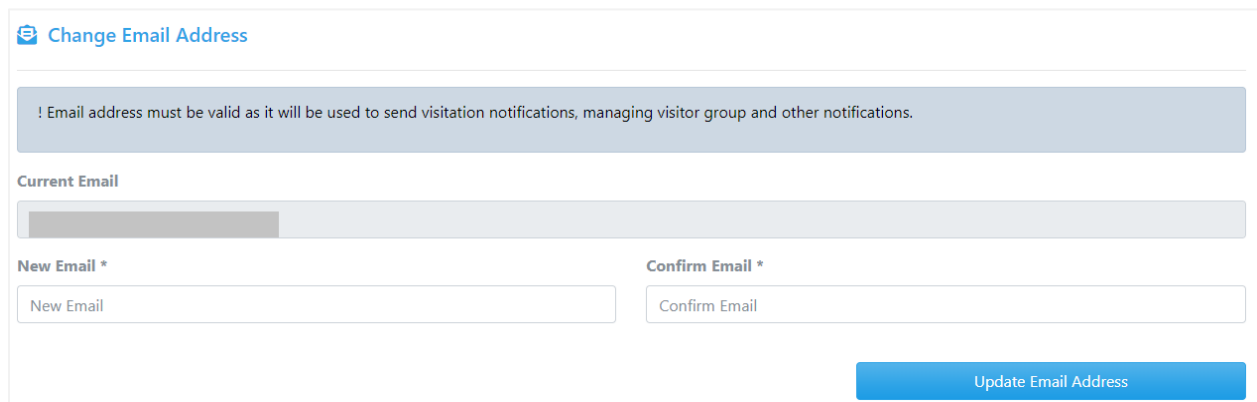 Change Email Address
! Email address must be valid as it will be used to send visitation notifications, managing visitor group and other notifications.
Current Email
New Email *
Confirm Email *
New Email
Confirm Email
Update Email Address